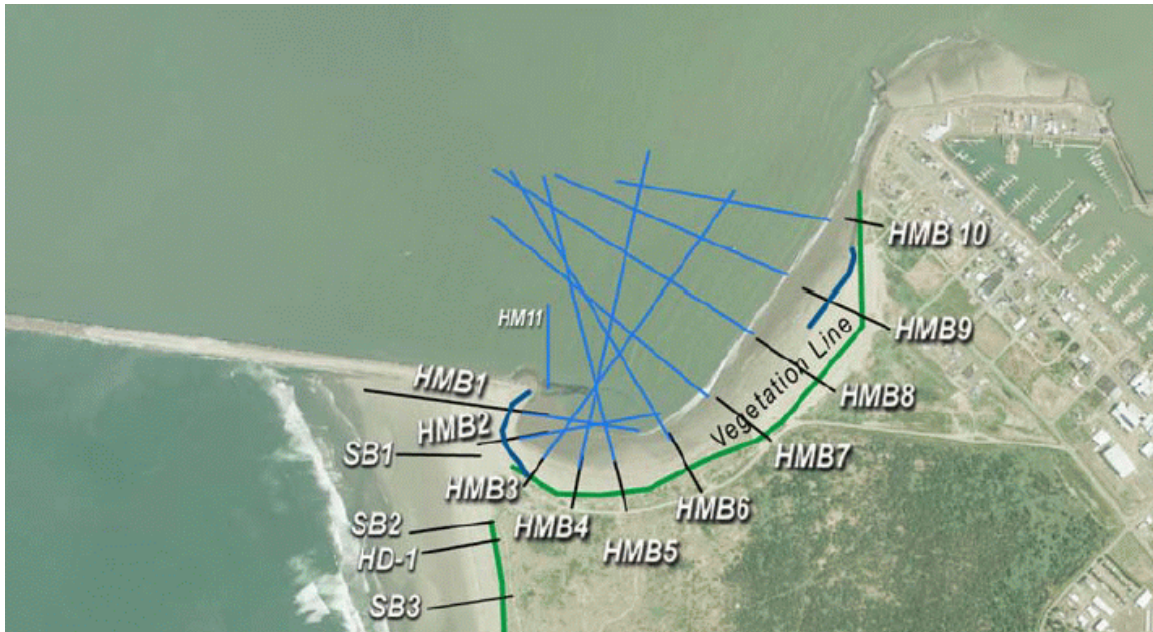 HM11
HMB 10
HMB9
HMB1
HMB8
HMB2
Vegetation Line
SB1
HMB7
HMB3
HMB6
HMB4
SB2
HMB5
HD-1
SB3